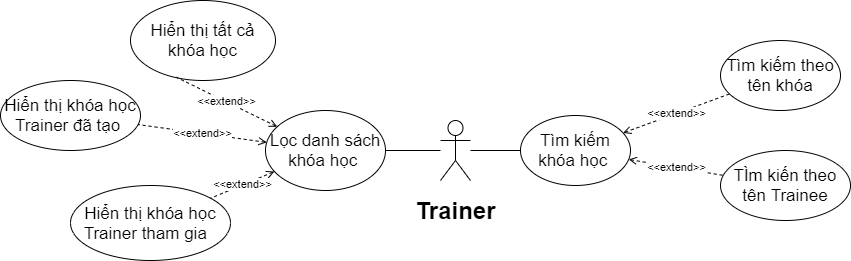 Hiển thị tất cả
khóa học
<<extend>>
Hiển thị khóa học
Trainer đã tạo
<<extend>>
Lọc danh sách
khóa học
<<extend>>
Hiển thị khóa học
Trainer tham gia
Trainer
Tìm kiếm
khóa học
Tìm kiếm theo
tên khóa
<<extend>>
<<extend>>
TÌm kiến theo
tên Trainee